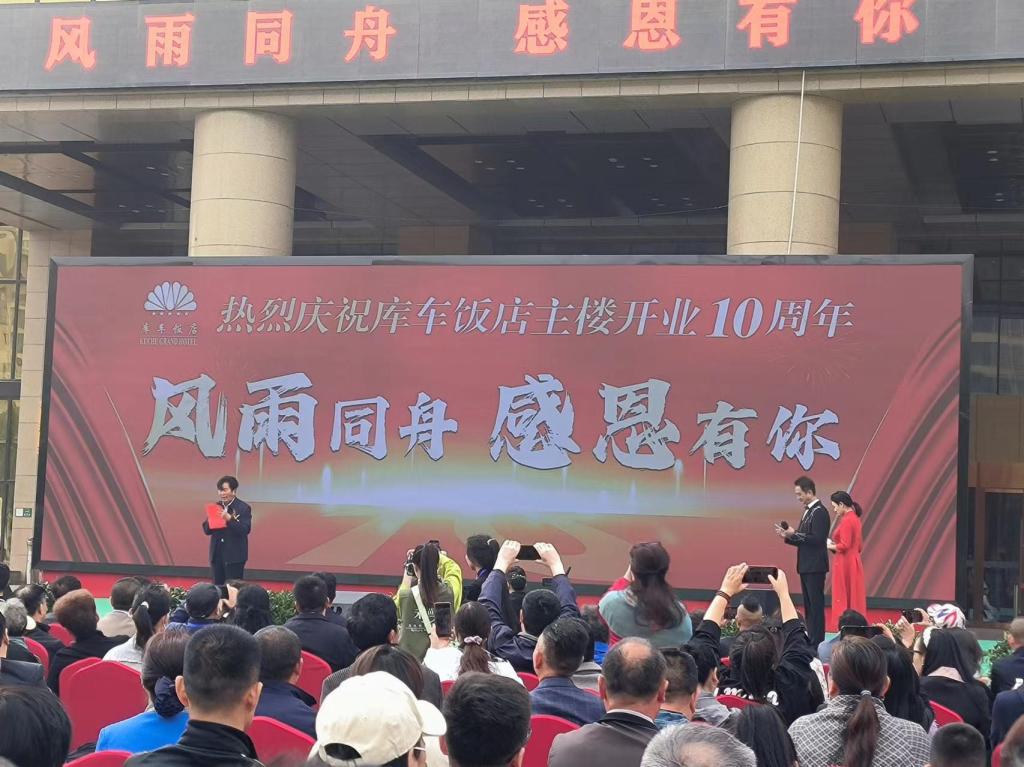 风雨同舟 感恩有你
热烈庆祝库车饭店主楼开业10周年
库车饭店
KUCHE GRAND HOTEL
风雨同舟 感恩有你